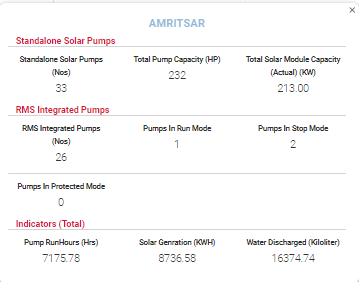 ×
AMRITSAR
Standalone Solar Pumps
Standalone Solar Pumps (Nos)
33
Total Pump Capacity (HP)
232
Total Solar Module Capacity (Actual) (KW)
213.00
RMS Integrated Pumps
RMS Integrated Pumps (Nos)
26
Pumps In Run Mode
1
Pumps In Stop Mode
2
Pumps In Protected Mode
0
Indicators (Total)
Pump RunHours (Hrs)
7175.78
Solar Genration (KWH)
8736.58
Water Discharged (Kiloliter)
16374.74